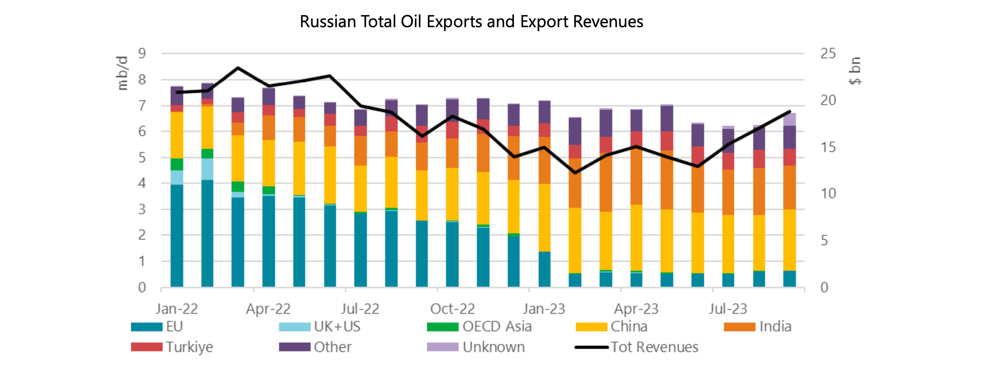 Russian Total Oil Exports and Export Revenues
mb/d
$ bn
9
8
7
6
5
4
3
2
1
0
25
20
15
10
5
0
Jan-22 Apr-22 Jul-22 Oct-22 Jan-23 Apr-23 Jul-23
EU UK+US OECD Asia China India
Turkiye Other Unknown Tot Revenues